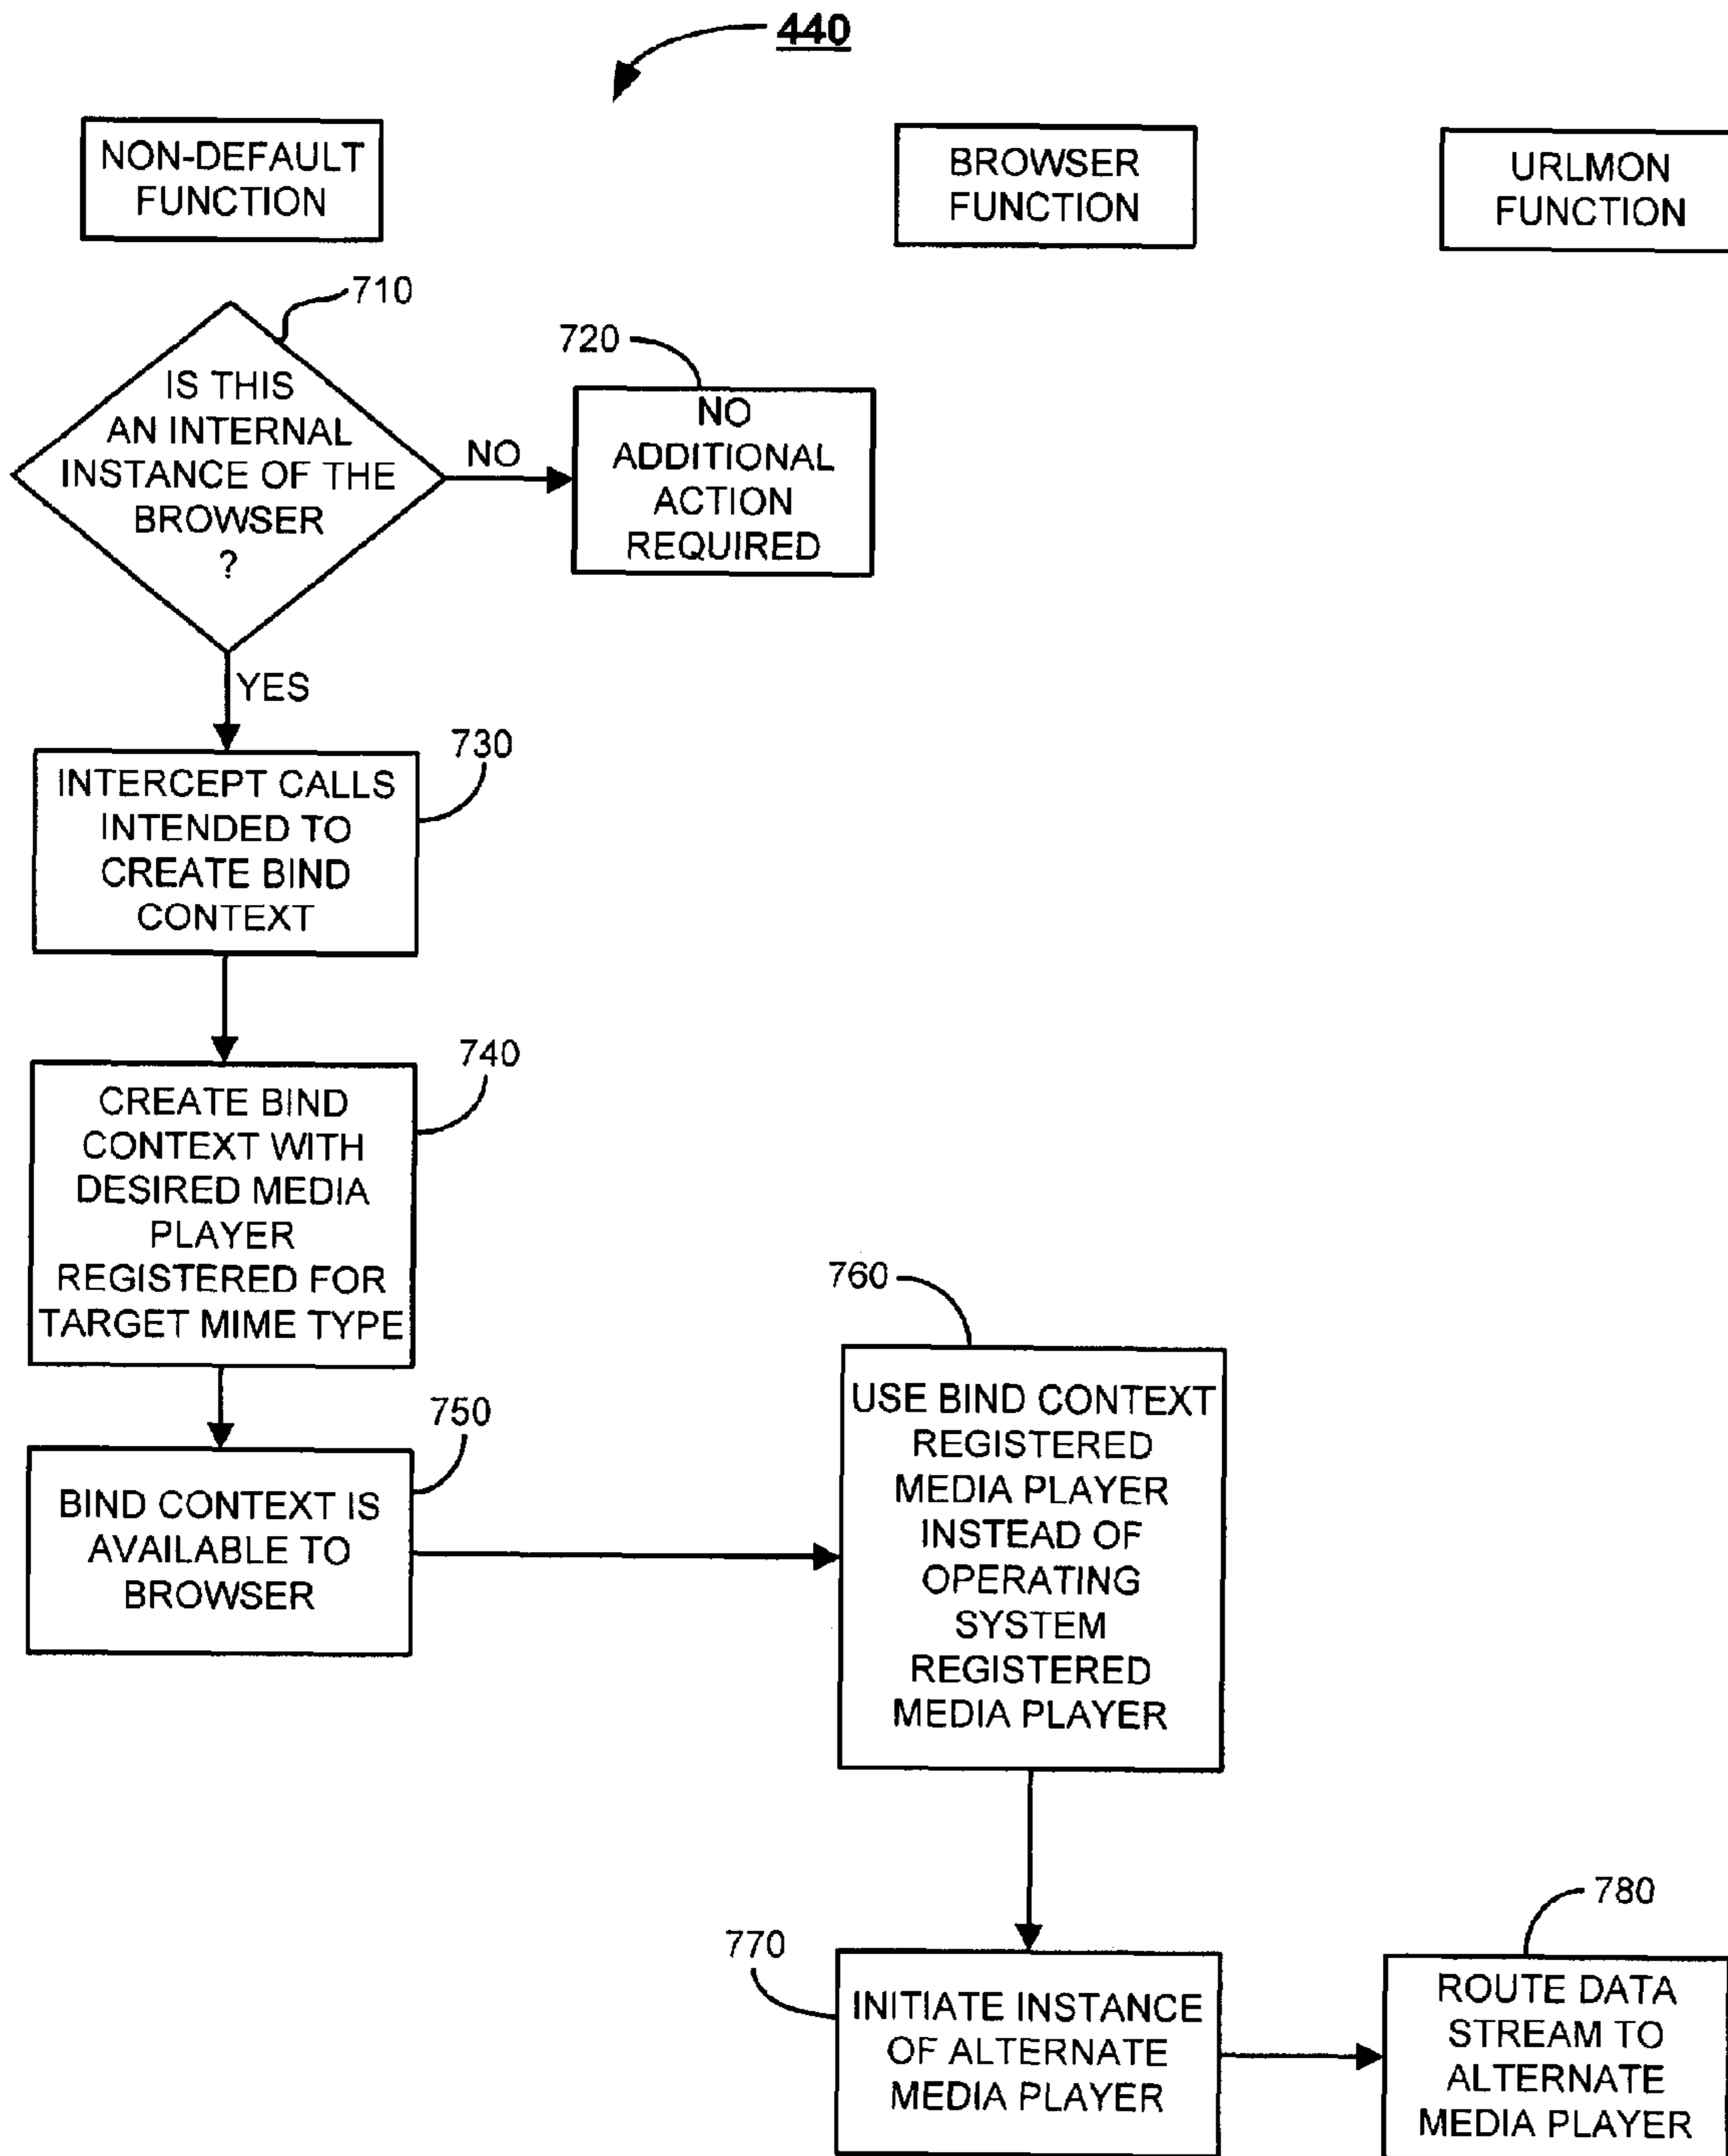 440
NON-DEFAULT
FUNCTION
BROWSER
FUNCTION
URLMON
FUNCTION
710
IS THIS
AN INTERNAL
INSTANCE OF THE
BROWSER
?
NO
720
NO
ADDITIONAL
ACTION
REQUIRED
YES
730
INTERCEPT CALLS
INTENDED TO
CREATE BIND
CONTEXT
740
CREATE BIND
CONTEXT WITH
DESIRED MEDIA
PLAYER
REGISTERED FOR
TARGET MIME TYPE
750
BIND CONTEXT IS
AVAILABLE TO
BROWSER
760
USE BIND CONTEXT
REGISTERED
MEDIA PLAYER
INSTEAD OF
OPERATING
SYSTEM
REGISTERED
MEDIA PLAYER
770
INITIATE INSTANCE
OF ALTERNATE
MEDIA PLAYER
780
ROUTE DATA
STREAM TO
ALTERNATE
MEDIA PLAYER